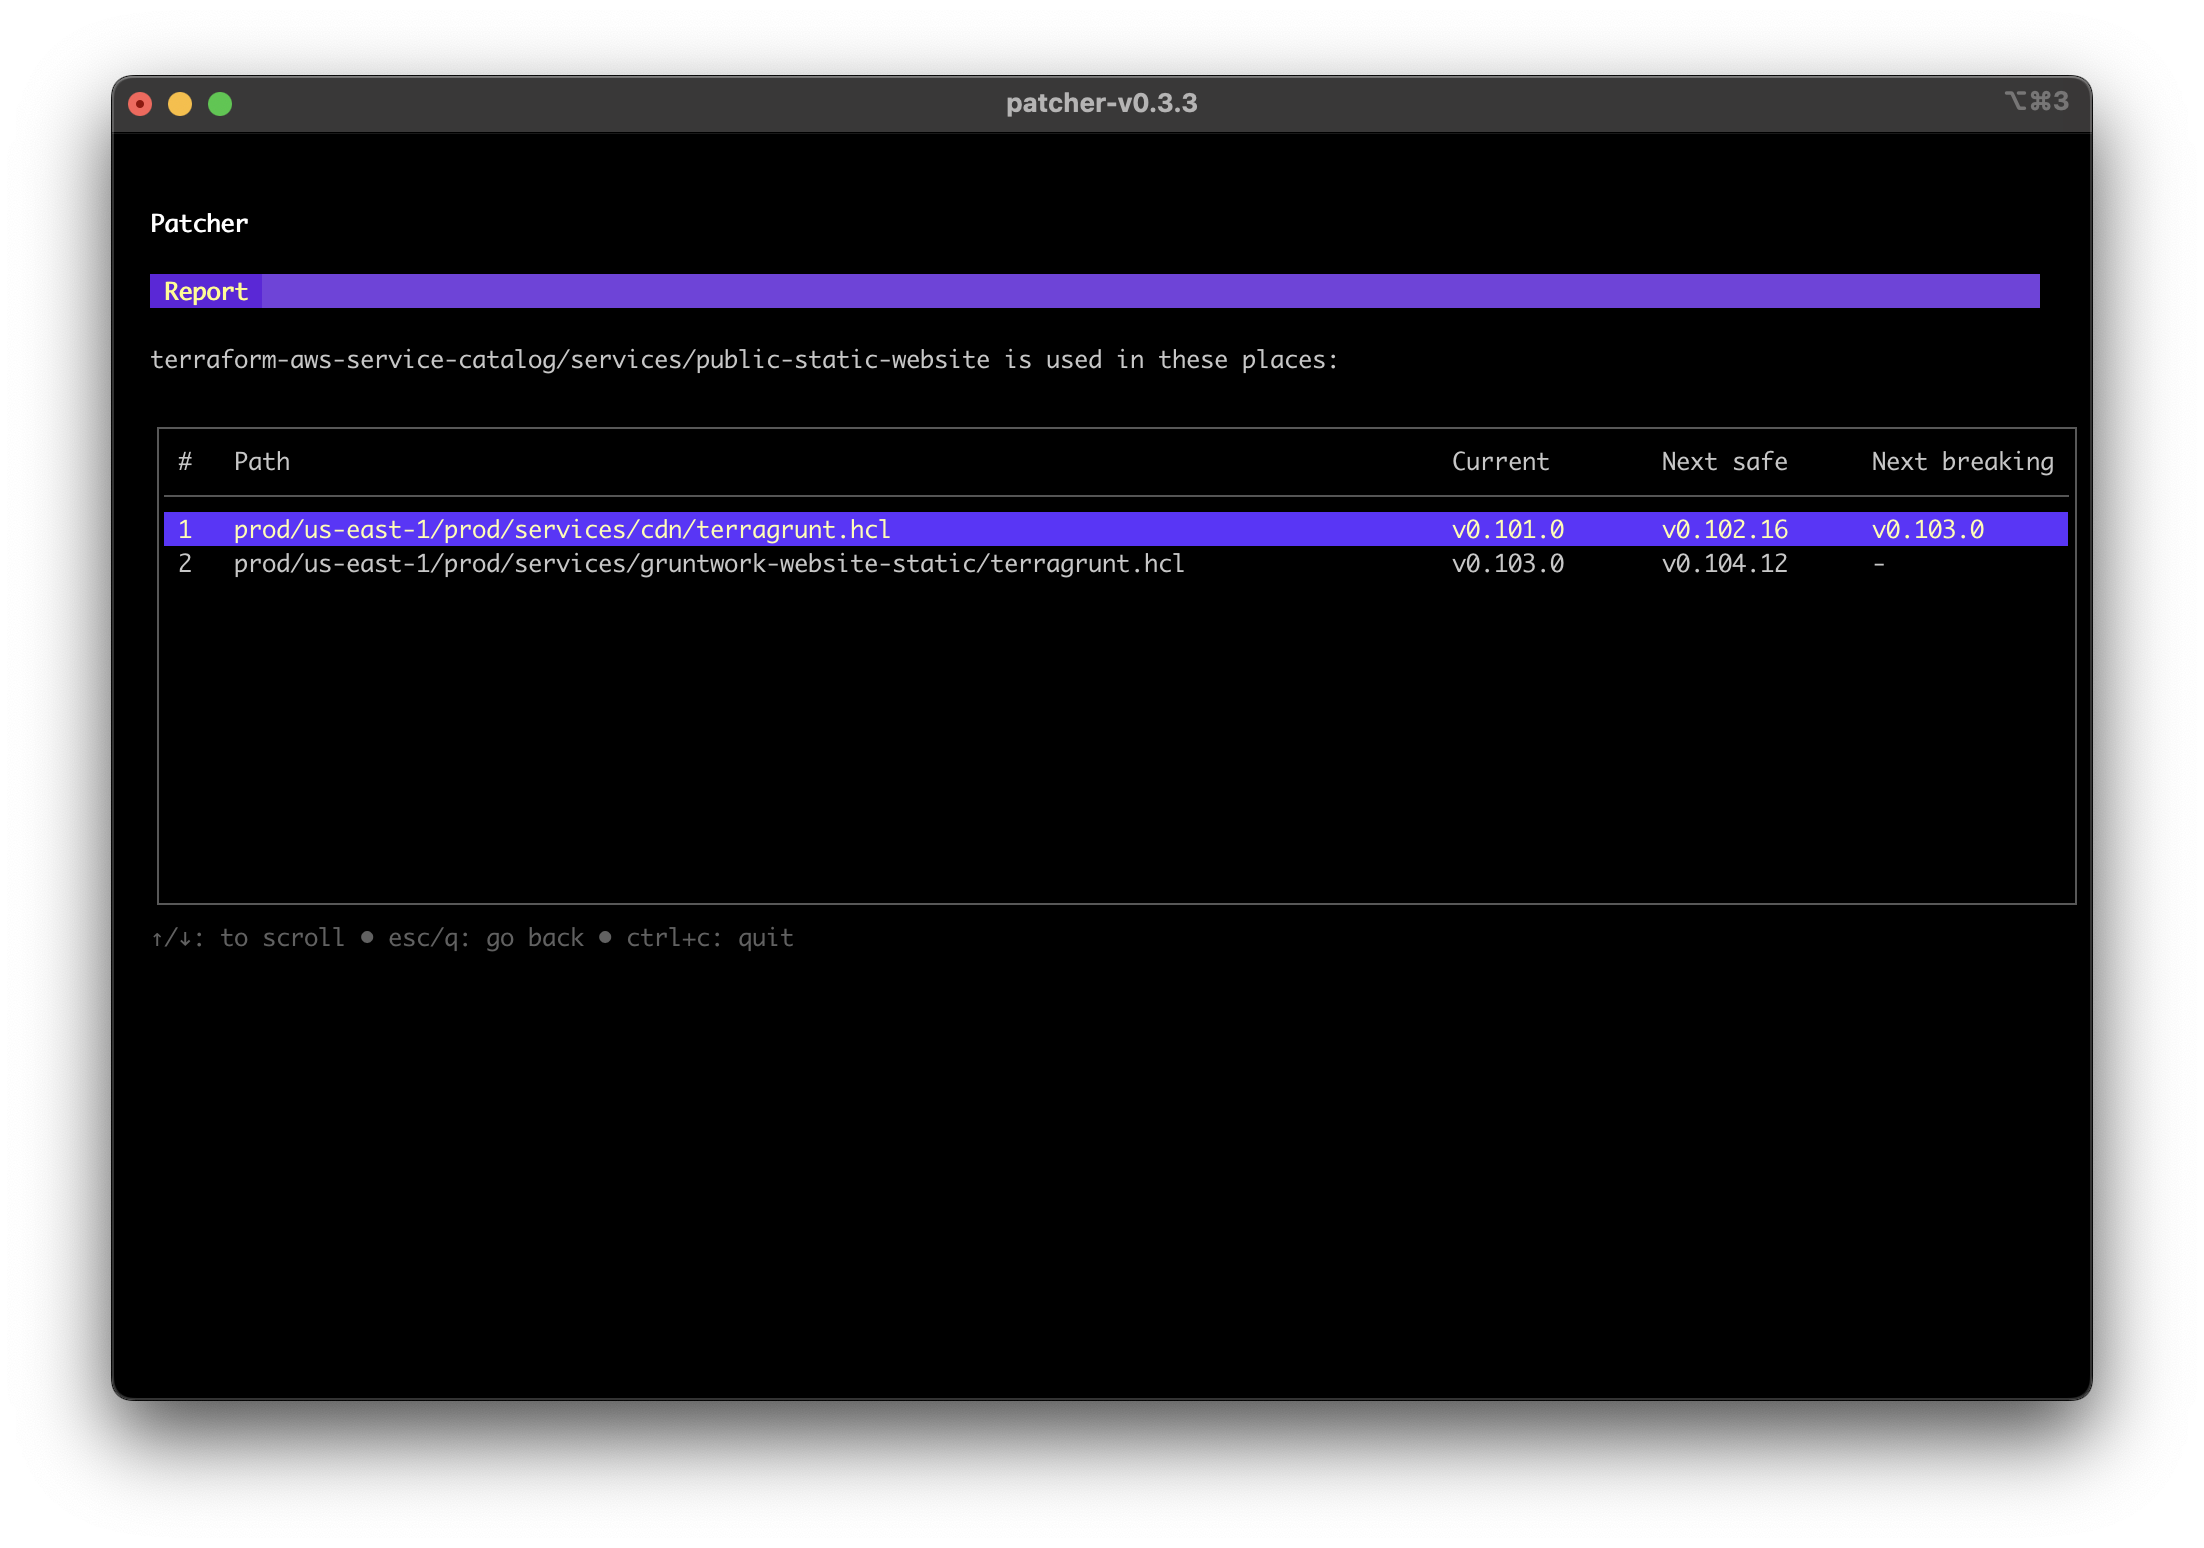 patcher-v0.3.3 ⌥⌘3
Patcher
Report
terraform-aws-service-catalog/services/public-static-website is used in these places:
# Path Current Next safe Next breaking
1 prod/us-east-1/prod/services/cdn/terragrunt.hcl v0.101.0 v0.102.16 v0.103.0
2 prod/us-east-1/prod/services/gruntwork-website-static/terragrunt.hcl v0.103.0 v0.104.12 -
↑/↓: to scroll • esc/q: go back • ctrl+c: quit